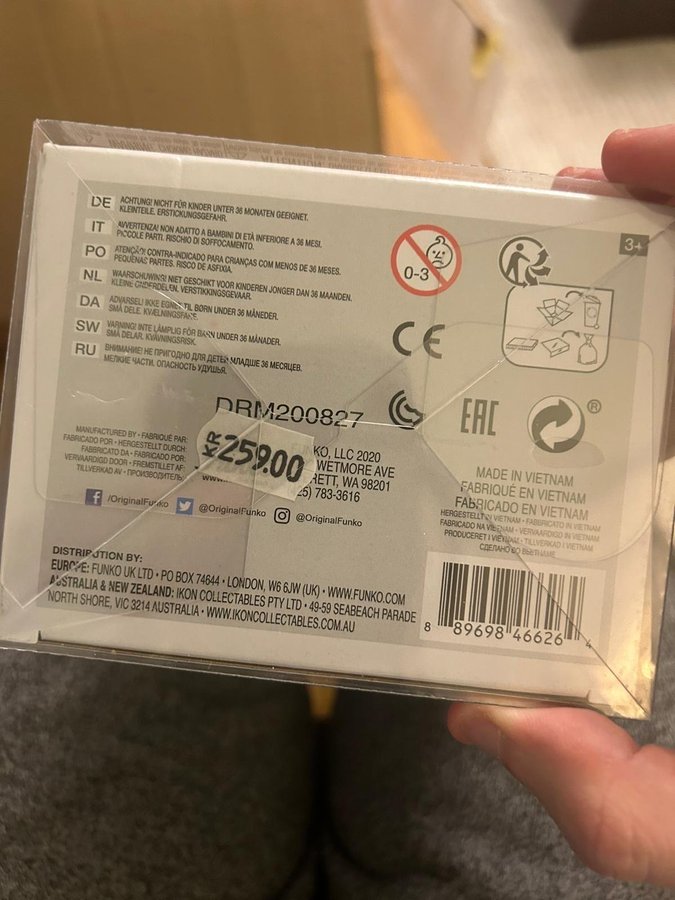 DE ACHTUNG! NICHT FÜR KINDER UNTER 36 MONATEN GEEIGNET.
KLEINTEILE. ERSTICKUNGSGEFAHR.
IT AVVERTENZA! NON ADATTO A BAMBINI DI ETÀ INFERIORE A 36 MESI.
PICCOLE PARTI. RISCHIO DI SOFFOCAMENTO.
PO ATENÇÃO! CONTRA-INDICADO PARA CRIANÇAS COM MENOS DE 36 MESES.
PEQUENAS PARTES. RISCO DE ASFIXIA.
NL WAARSCHUWING! NIET GESCHIKT VOOR KINDEREN JONGER DAN 36 MAANDEN.
KLEINE ONDERDELEN. VERSTIKKINGSGEVAAR.
DA ADVARSEL! IKKE EGNET TIL BØRN UNDER 36 MÅNEDER.
SMÅ DELE. KVÆLNINGSFARE.
SW VARNING! INTE LÄMPLIG FÖR BARN UNDER 36 MÅNADER.
SMÅ DELAR. KVÄVNINGSRISK.
RU ВНИМАНИЕ! НЕ ПРИГОДНО ДЛЯ ДЕТЕЙ МЛАДШЕ 36 МЕСЯЦЕВ.
МЕЛКИЕ ЧАСТИ. ОПАСНОСТЬ УДУШЬЯ.
0-3
3+
CE
DRM200827
EAC
®
MANUFACTURED BY • FABRIQUÉ PAR:
FABRICADO POR • HERGESTELLT DURCH:
FABBRICATO DA • FABRICADO POR:
VERVAARDIGD DOOR • FREMSTILLET AF:
TILLVERKAD AV • ПРОИЗВОДИТЕЛЬ:
KR 259.00
KO, LLC 2020
WETMORE AVE
RETT, WA 98201
25) 783-3616
/OriginalFunko @OriginalFunko @OriginalFunko
MADE IN VIETNAM
FABRIQUÉ EN VIETNAM
FABRICADO EN VIETNAM
HERGESTELLT IN VIETNAM • FABBRICATO IN VIETNAM
FABRICADO NA VIETNAM • VERVAARDIGD IN VIETNAM
PRODUCERET I VIETNAM • TILLVERKAD I VIETNAM
СДЕЛАНО ВО ВЬЕТНАМЕ
DISTRIBUTION BY:
EUROPE: FUNKO UK LTD • PO BOX 74644 • LONDON, W6 6JW (UK) • WWW.FUNKO.COM
AUSTRALIA & NEW ZEALAND: IKON COLLECTABLES PTY LTD • 49-59 SEABEACH PARADE
NORTH SHORE, VIC 3214 AUSTRALIA • WWW.IKONCOLLECTABLES.COM.AU
8 89698 46626 4